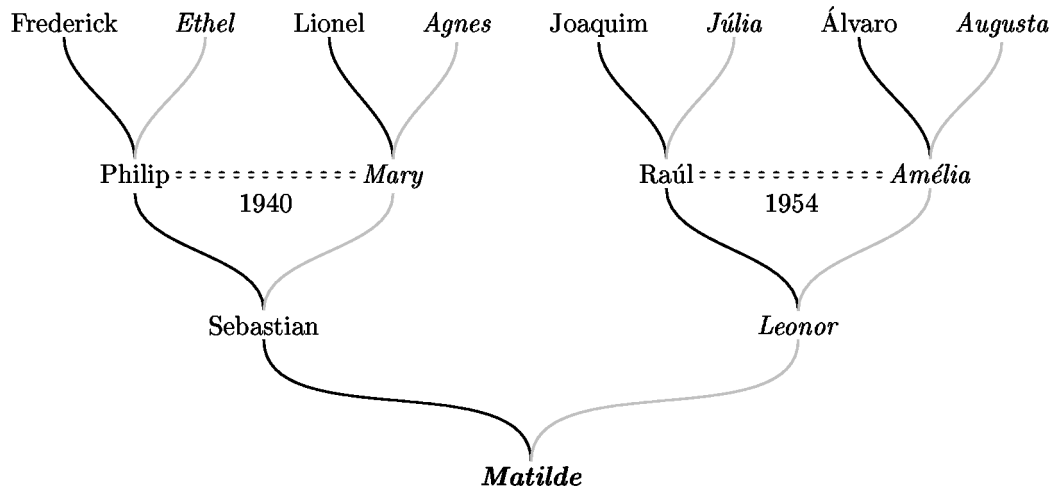 Frederick Ethel Lionel Agnes Joaquim Júlia Álvaro Augusta
Philip Mary Raúl Amélia
1940 1954
Sebastian Leonor
Matilde